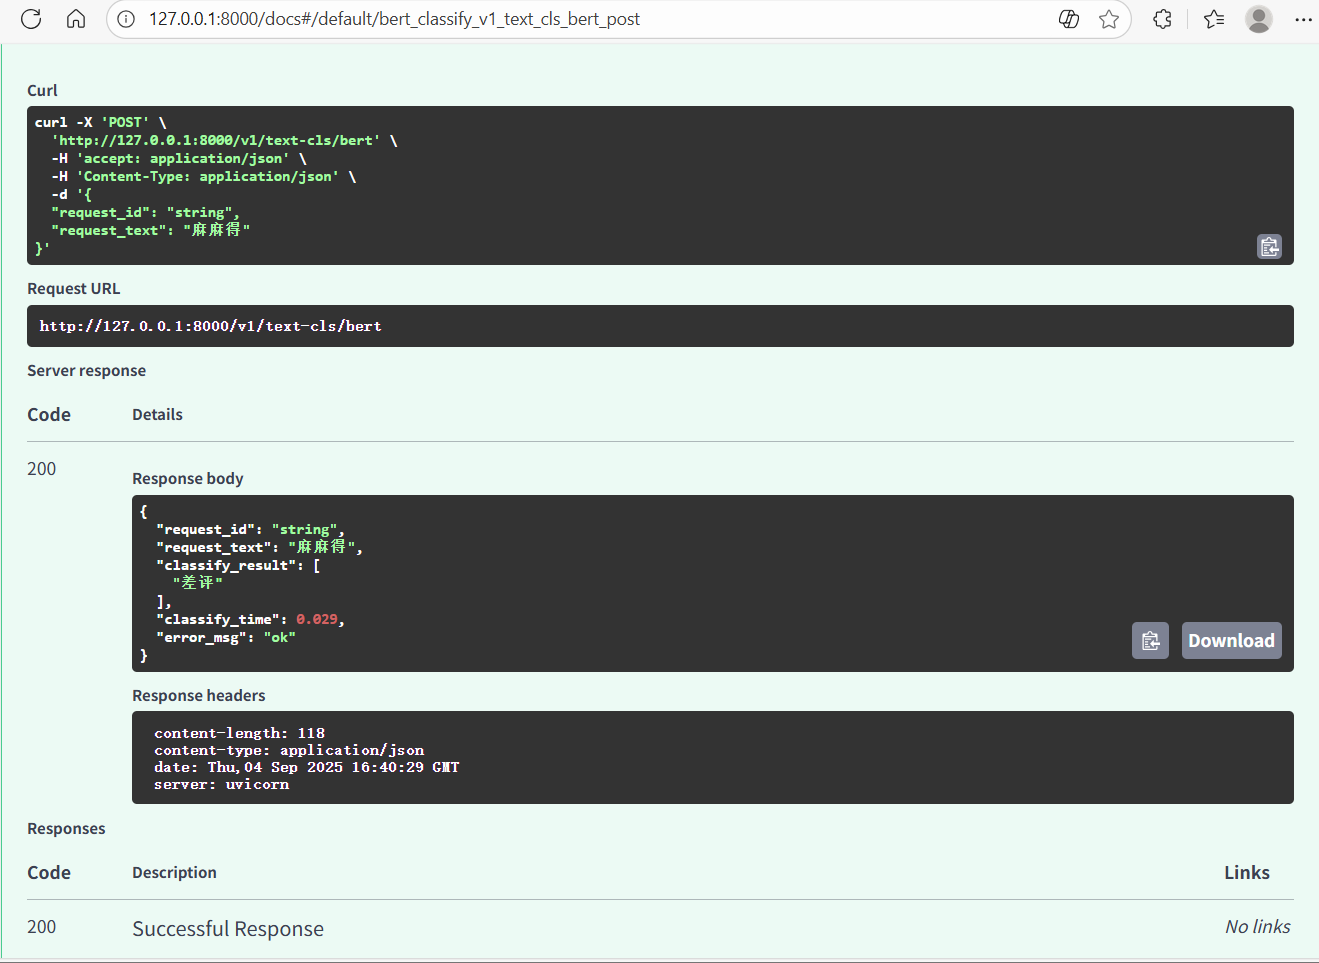 127.0.0.1:8000/docs#/default/bert_classify_v1_text_cls_bert_post
Curl
curl -X 'POST' \
'http://127.0.0.1:8000/v1/text-cls/bert' \
-H 'accept: application/json' \
-H 'Content-Type: application/json' \
-d '{
"request_id": "string",
"request_text": "麻麻得"
}'
Request URL
http://127.0.0.1:8000/v1/text-cls/bert
Server response
Code Details
200
Response body
{
"request_id": "string",
"request_text": "麻麻得",
"classify_result": [
"差评"
],
"classify_time": 0.029,
"error_msg": "ok"
}
Download
Response headers
content-length: 118
content-type: application/json
date: Thu,04 Sep 2025 16:40:29 GMT
server: uvicorn
Responses
Code Description Links
200 Successful Response No links